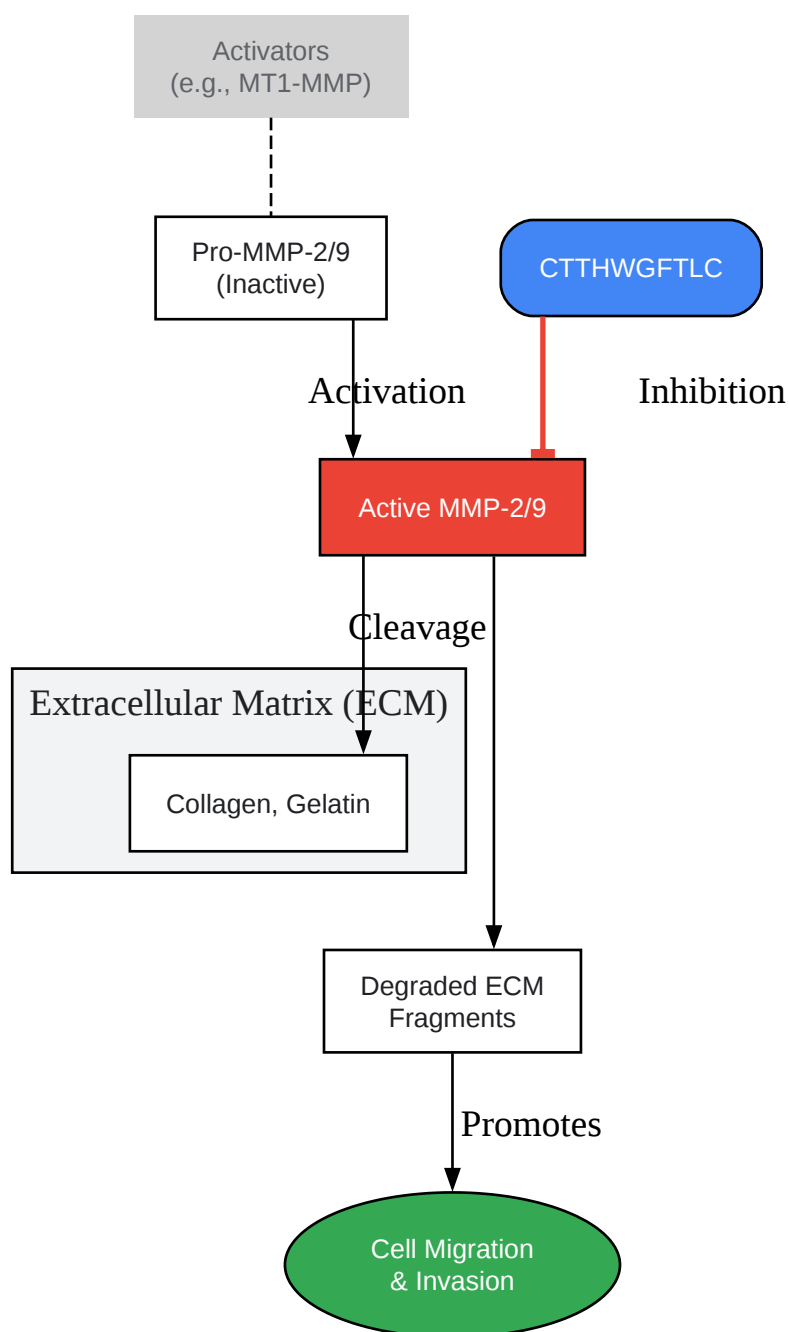 Activators
(e.g., MT1-MMP)
Pro-MMP-2/9
(Inactive)
CTTHWGFTLC
Activation
Inhibition
Active MMP-2/9
Cleavage
Extracellular Matrix (ECM)
Collagen, Gelatin
Degraded ECM
Fragments
Promotes
Cell Migration
& Invasion